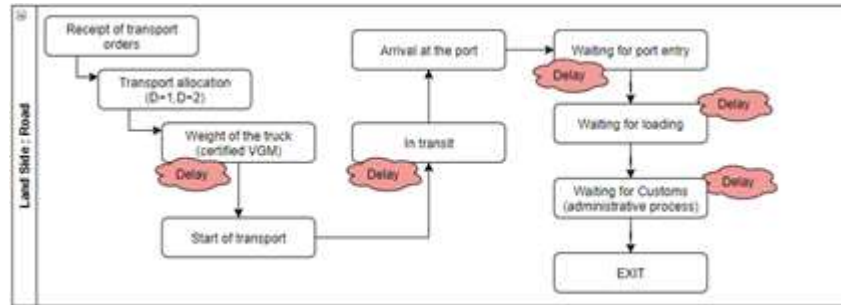 Land Side : Road
Receipt of transport
orders
Transport allocation
(D=1,D=2)
Weight of the truck
(certified VGM)
Delay
Start of transport
In transit
Delay
Arrival at the port
Waiting for port entry
Delay
Waiting for loading
Delay
Waiting for Customs
(administrative process)
Delay
EXIT